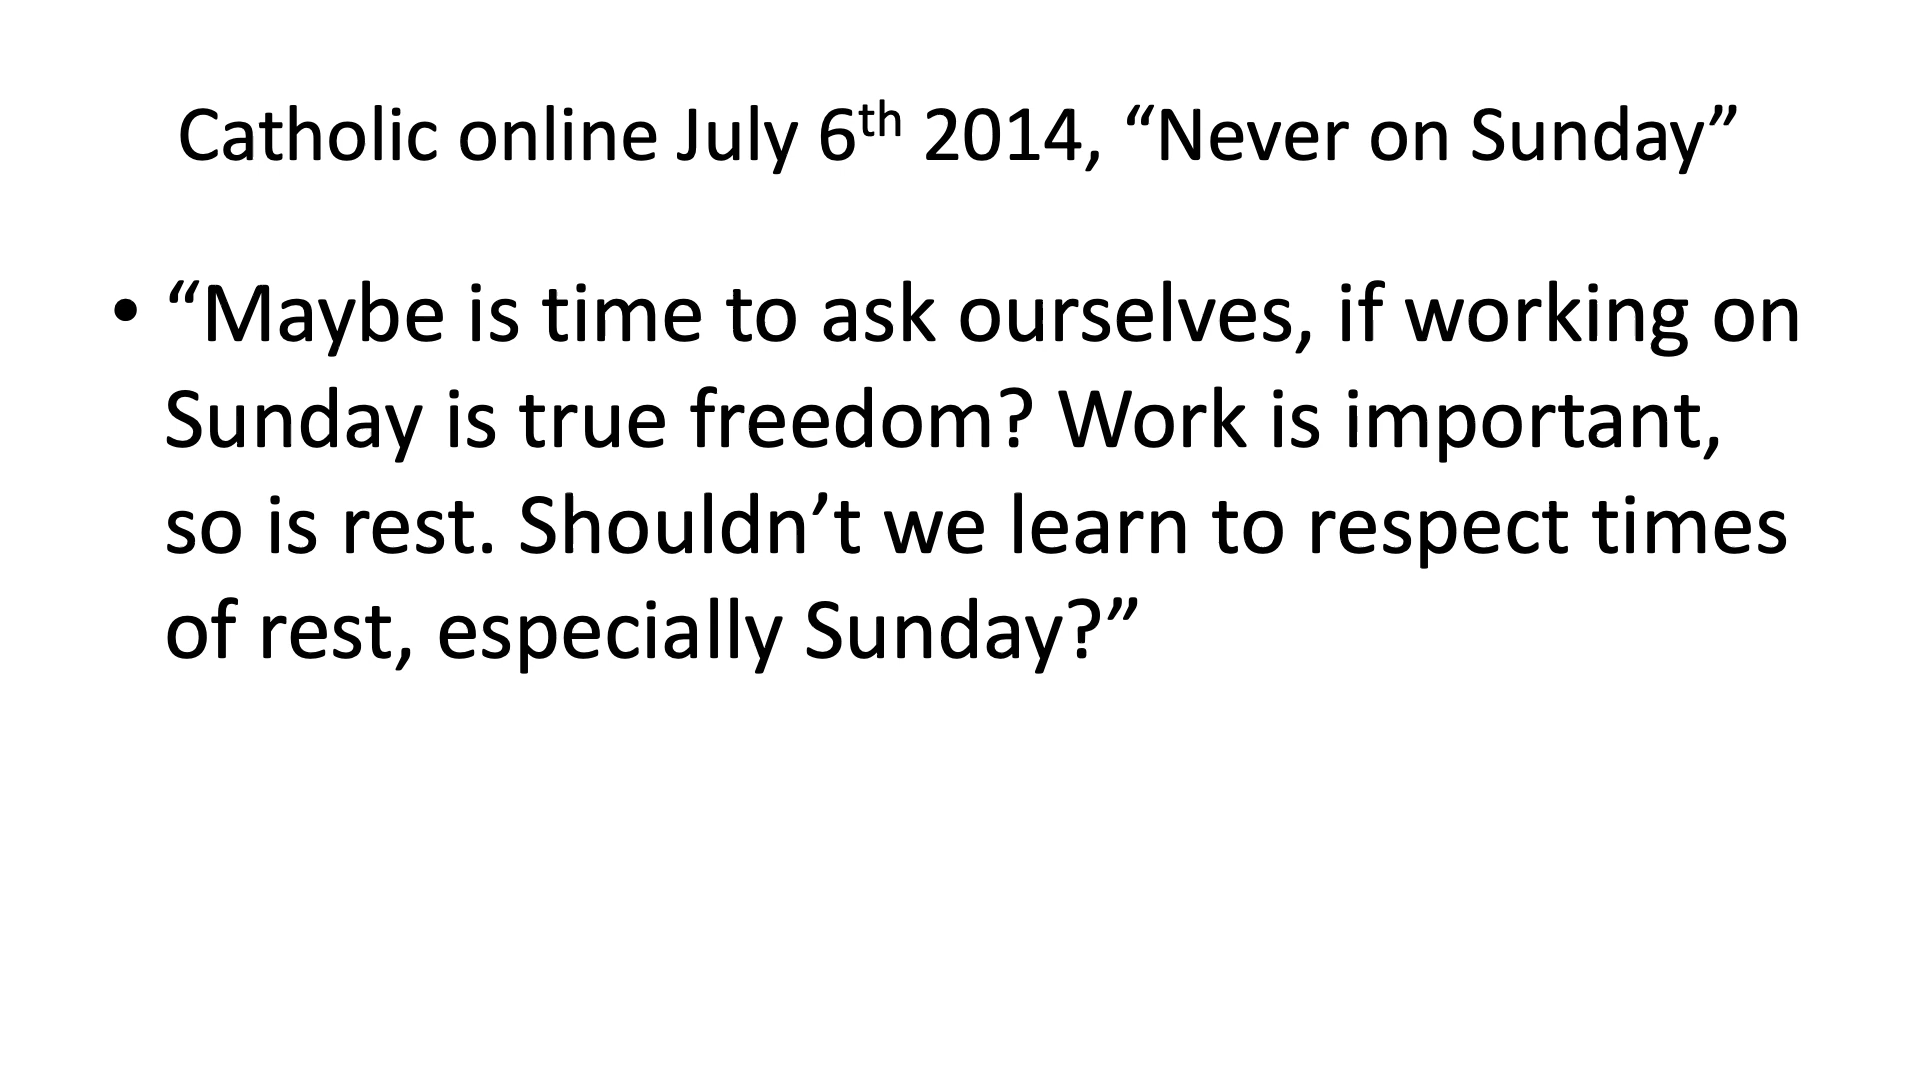 Catholic online July 6th 2014, “Never on Sunday”
• “Maybe is time to ask ourselves, if working on
Sunday is true freedom? Work is important,
so is rest. Shouldn’t we learn to respect times
of rest, especially Sunday?”